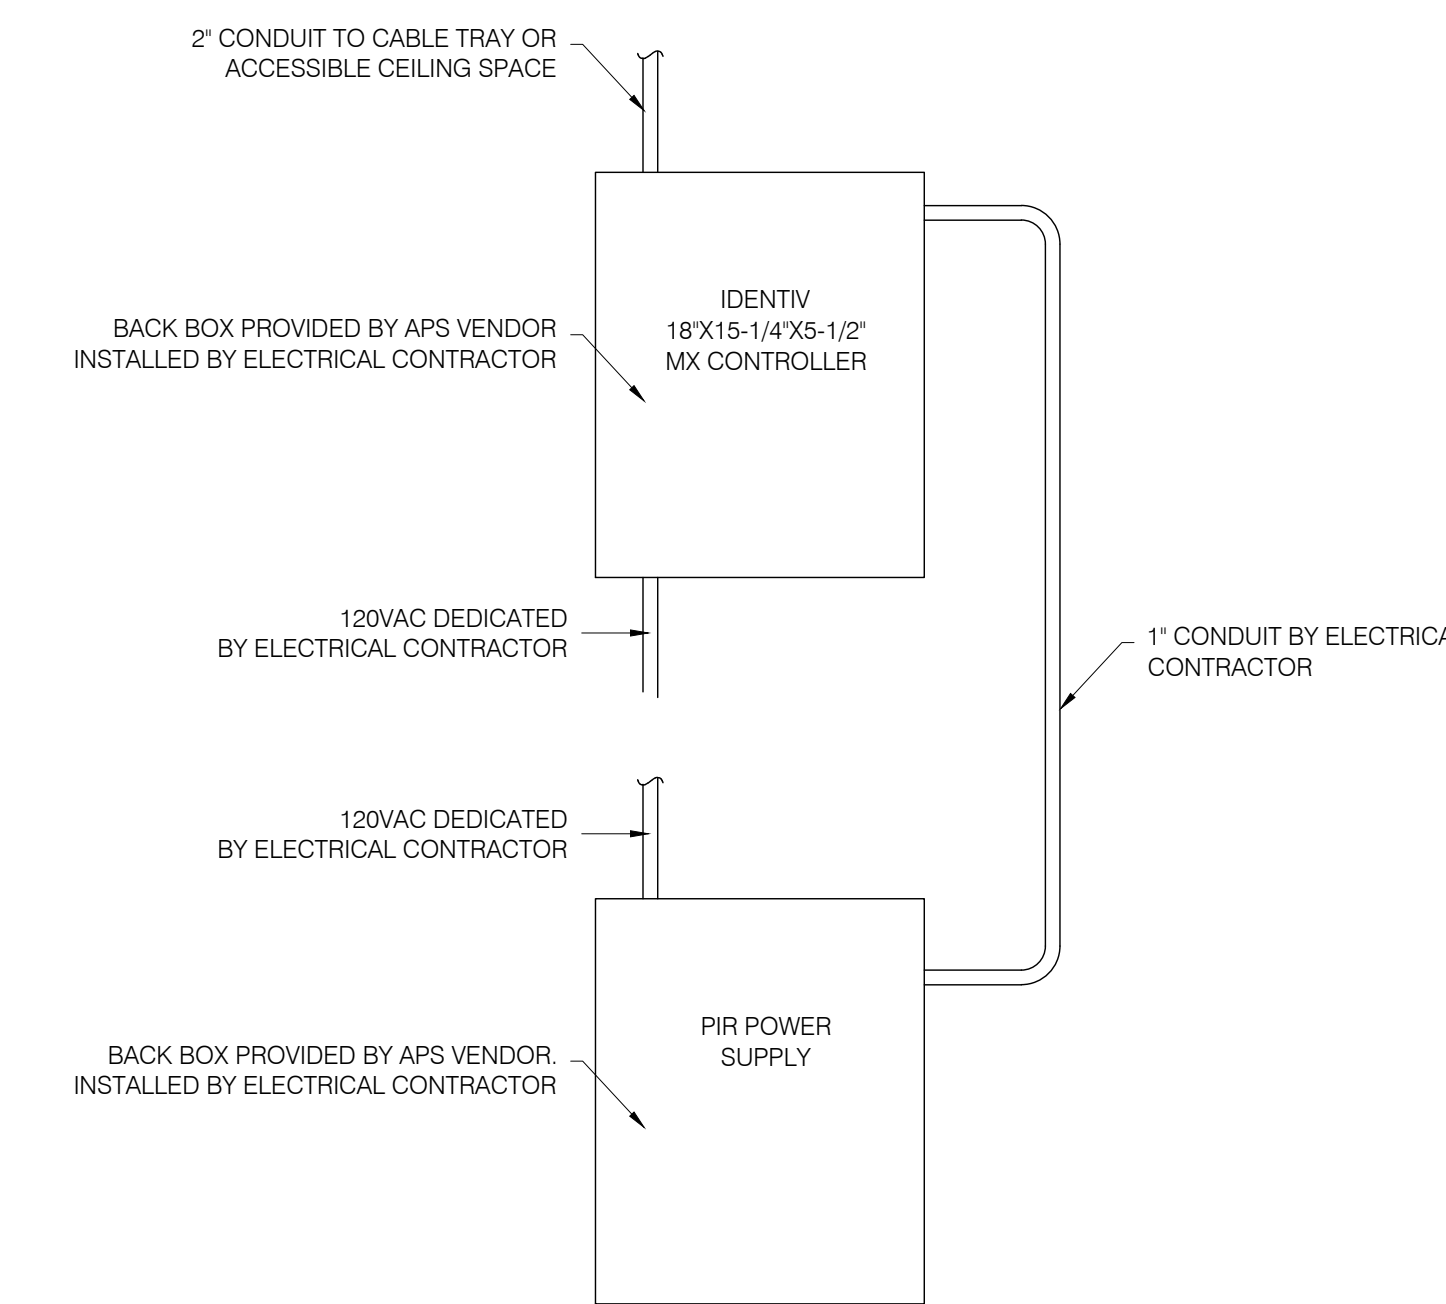 2" CONDUIT TO CABLE TRAY OR
ACCESSIBLE CEILING SPACE
IDENTIV
18"X15-1/4"X5-1/2"
MX CONTROLLER
BACK BOX PROVIDED BY APS VENDOR
INSTALLED BY ELECTRICAL CONTRACTOR
120VAC DEDICATED
BY ELECTRICAL CONTRACTOR
1" CONDUIT BY
CONTRACTOR
120VAC DEDICATED
BY ELECTRICAL CONTRACTOR
PIR POWER
SUPPLY
BACK BOX PROVIDED BY APS VENDOR.
INSTALLED BY ELECTRICAL CONTRACTOR